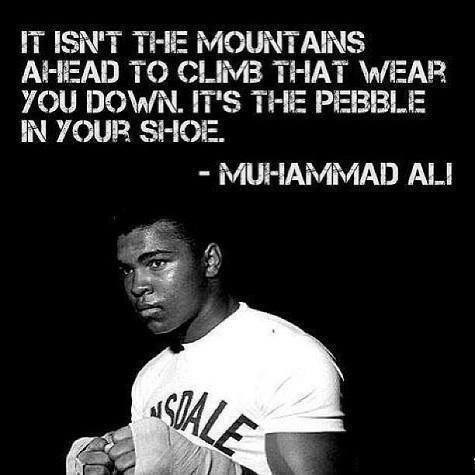 IT ISN'T THE MOUNTAINS
AHEAD TO CLIMB THAT WEAR
YOU DOWN. IT'S THE PEBBLE
IN YOUR SHOE.
- MUHAMMAD ALI
NSDALE